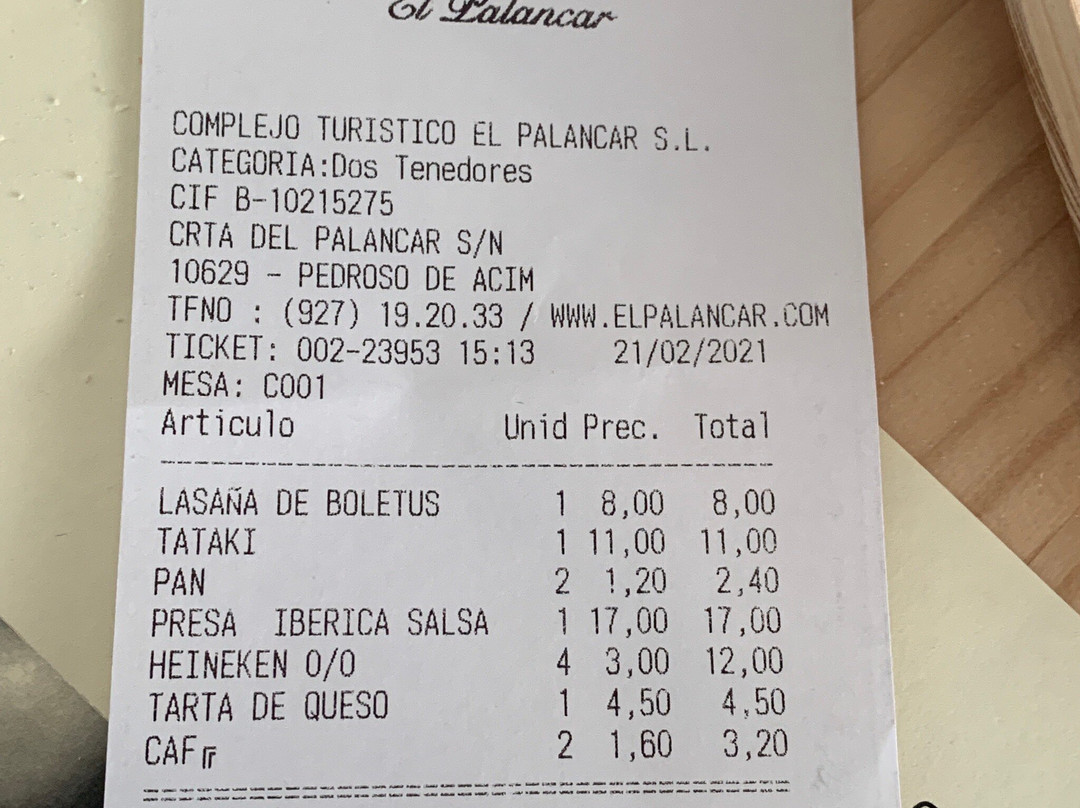 El Palancar
COMPLEJO TURISTICO EL PALANCAR S.L.
CATEGORIA:Dos Tenedores
CIF B-10215275
CRTA DEL PALANCAR S/N
10629 - PEDROSO DE ACIM
TFNO : (927) 19.20.33 / WWW.ELPALANCAR.COM
TICKET: 002-23953 15:13 21/02/2021
MESA: C001
Articulo Unid Prec. Total
LASAÑA DE BOLETUS 1 8,00 8,00
TATAKI 1 11,00 11,00
PAN 2 1,20 2,40
PRESA IBERICA SALSA 1 17,00 17,00
HEINEKEN 0/0 4 3,00 12,00
TARTA DE QUESO 1 4,50 4,50
CAF╓ 2 1,60 3,20